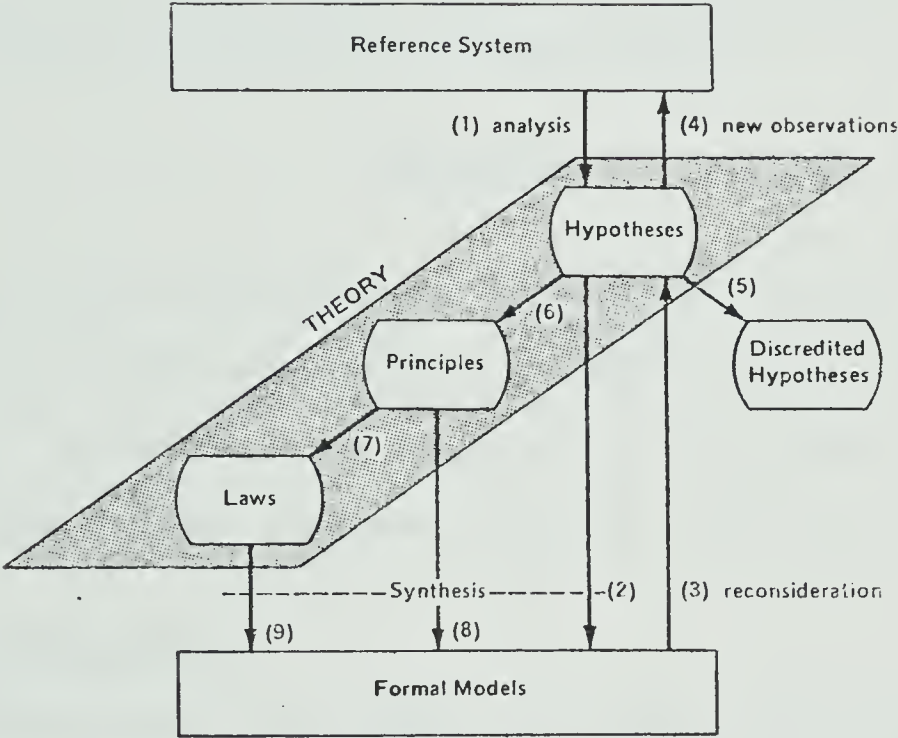 Reference System
(1) analysis
(4) new observations
Hypotheses
THEORY
(5)
(6)
Principles
Discredited
Hypotheses
(7)
Laws
Synthesis
(2)
(3) reconsideration
(9)
(8)
Formal Models